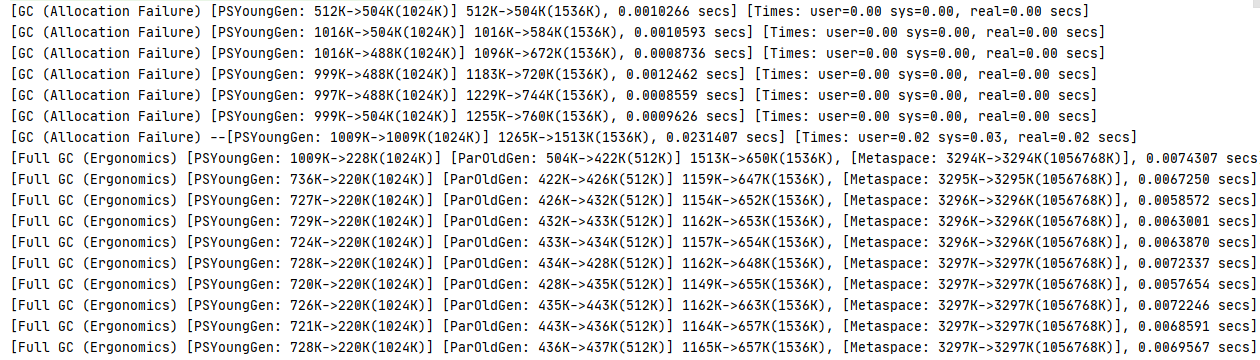 [GC (Allocation Failure) [PSYoungGen: 512K->504K(1024K)] 512K->504K(1536K), 0.0010266 secs] [Times: user=0.00 sys=0.00, real=0.00 secs]
[GC (Allocation Failure) [PSYoungGen: 1016K->504K(1024K)] 1016K->584K(1536K), 0.0010593 secs] [Times: user=0.00 sys=0.00, real=0.00 secs]
[GC (Allocation Failure) [PSYoungGen: 1016K->488K(1024K)] 1096K->672K(1536K), 0.0008736 secs] [Times: user=0.00 sys=0.00, real=0.00 secs]
[GC (Allocation Failure) [PSYoungGen: 999K->488K(1024K)] 1183K->720K(1536K), 0.0012462 secs] [Times: user=0.00 sys=0.00, real=0.00 secs]
[GC (Allocation Failure) [PSYoungGen: 997K->488K(1024K)] 1229K->744K(1536K), 0.0008559 secs] [Times: user=0.00 sys=0.00, real=0.00 secs]
[GC (Allocation Failure) [PSYoungGen: 999K->504K(1024K)] 1255K->760K(1536K), 0.0009626 secs] [Times: user=0.00 sys=0.00, real=0.00 secs]
[GC (Allocation Failure) --[PSYoungGen: 1009K->1009K(1024K)] 1265K->1513K(1536K), 0.0231407 secs] [Times: user=0.02 sys=0.03, real=0.02 secs]
[Full GC (Ergonomics) [PSYoungGen: 1009K->228K(1024K)] [ParOldGen: 504K->422K(512K)] 1513K->650K(1536K), [Metaspace: 3294K->3294K(1056768K)], 0.0074307 secs
[Full GC (Ergonomics) [PSYoungGen: 736K->220K(1024K)] [ParOldGen: 422K->426K(512K)] 1159K->647K(1536K), [Metaspace: 3295K->3295K(1056768K)], 0.0067250 secs]
[Full GC (Ergonomics) [PSYoungGen: 727K->220K(1024K)] [ParOldGen: 426K->432K(512K)] 1154K->652K(1536K), [Metaspace: 3296K->3296K(1056768K)], 0.0058572 secs]
[Full GC (Ergonomics) [PSYoungGen: 729K->220K(1024K)] [ParOldGen: 432K->433K(512K)] 1162K->653K(1536K), [Metaspace: 3296K->3296K(1056768K)], 0.0063001 secs]
[Full GC (Ergonomics) [PSYoungGen: 724K->220K(1024K)] [ParOldGen: 433K->434K(512K)] 1157K->654K(1536K), [Metaspace: 3296K->3296K(1056768K)], 0.0063870 secs]
[Full GC (Ergonomics) [PSYoungGen: 728K->220K(1024K)] [ParOldGen: 434K->428K(512K)] 1162K->648K(1536K), [Metaspace: 3297K->3297K(1056768K)], 0.0072337 secs]
[Full GC (Ergonomics) [PSYoungGen: 720K->220K(1024K)] [ParOldGen: 428K->435K(512K)] 1149K->655K(1536K), [Metaspace: 3297K->3297K(1056768K)], 0.0057654 secs]
[Full GC (Ergonomics) [PSYoungGen: 726K->220K(1024K)] [ParOldGen: 435K->443K(512K)] 1162K->663K(1536K), [Metaspace: 3297K->3297K(1056768K)], 0.0072246 secs]
[Full GC (Ergonomics) [PSYoungGen: 721K->220K(1024K)] [ParOldGen: 443K->436K(512K)] 1164K->657K(1536K), [Metaspace: 3297K->3297K(1056768K)], 0.0068591 secs]
[Full GC (Ergonomics) [PSYoungGen: 728K->220K(1024K)] [ParOldGen: 436K->437K(512K)] 1165K->657K(1536K), [Metaspace: 3297K->3297K(1056768K)], 0.0069567 secs]